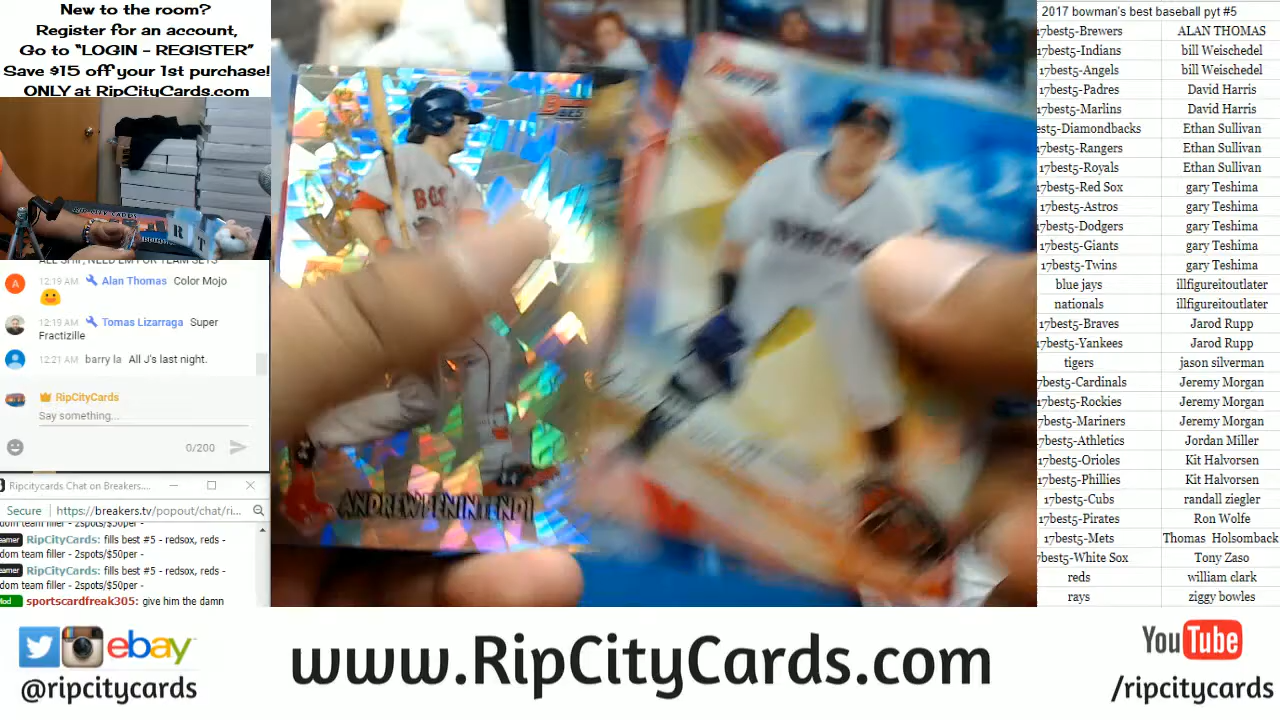 New to the room?
Register for an account,
Go to “LOGIN - REGISTER”
Save $15 off your 1st purchase!
ONLY at RipCityCards.com
12:19 AM Alan Thomas Color Mojo
12:19 AM Tomas Lizarraga Super
Fractizille
12:21 AM barry la All J's last night.
RipCityCards
Say something...
0/200
Ripcitycards Chat on Breakers....
Secure https://breakers.tv/popout/chat/ri...
dom team filler - 2spots/$50per -
RipCityCards: fills best #5 - redsox, reds -
dom team filler - 2spots/$50per -
RipCityCards: fills best #5 - redsox, reds -
dom team filler - 2spots/$50per -
sportscardfreak305: give him the damn
ANDREW BENINTENDI
2017 bowman's best baseball pyt #5
17best5-Brewers ALAN THOMAS
17best5-Indians bill Weischedel
17best5-Angels bill Weischedel
17best5-Padres David Harris
17best5-Marlins David Harris
est5-Diamondbacks Ethan Sullivan
17best5-Rangers Ethan Sullivan
17best5-Royals Ethan Sullivan
17best5-Red Sox gary Teshima
17best5-Astros gary Teshima
17best5-Dodgers gary Teshima
17best5-Giants gary Teshima
17best5-Twins gary Teshima
blue jays illfigureitoutlater
nationals illfigureitoutlater
17best5-Braves Jarod Rupp
17best5-Yankees Jarod Rupp
tigers jason silverman
7best5-Cardinals Jeremy Morgan
17best5-Rockies Jeremy Morgan
7best5-Mariners Jeremy Morgan
7best5-Athletics Jordan Miller
17best5-Orioles Kit Halvorsen
17best5-Phillies Kit Halvorsen
17best5-Cubs randall ziegler
17best5-Pirates Ron Wolfe
17best5-Mets Thomas Holsomback
7best5-White Sox Tony Zaso
reds william clark
rays ziggy bowles
ebay
@ripcitycards
www.RipCityCards.com
YouTube
/ripcitycards